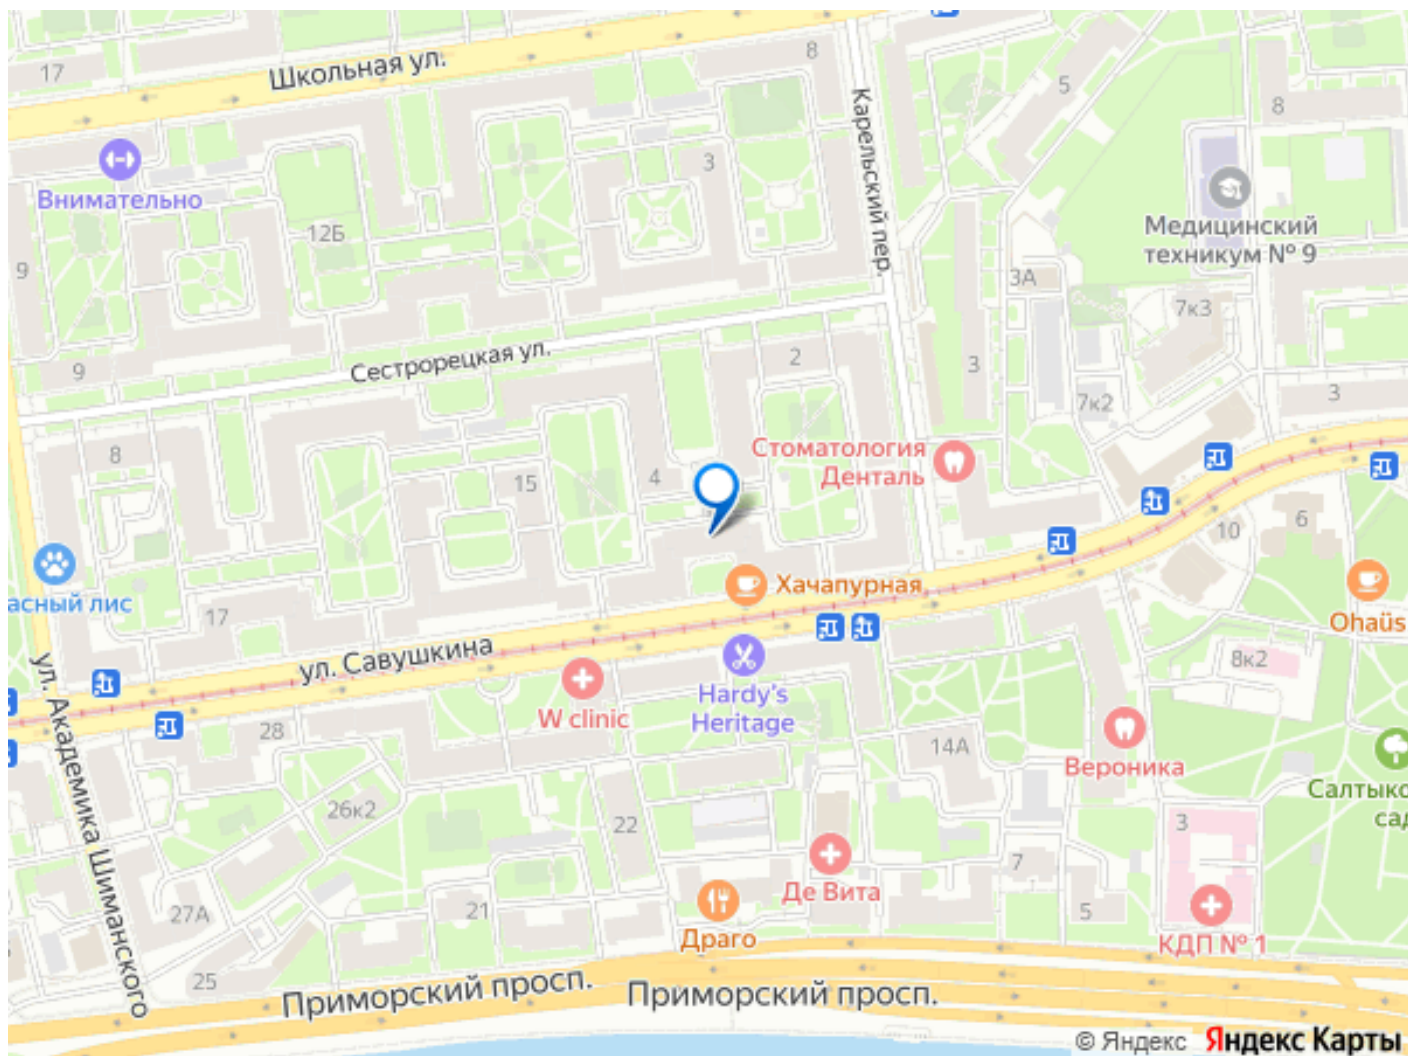 Школьная ул.
17
8
5
8
Карельский пер.
3
Внимательно
12Б
Медицинский
техникум № 9
9
3А
7к3
Сестрорецкая ул.
2
9
3
7к2
3
8
15
4
Стоматология
Денталь
10
6
асный лис
17
Хачапурная
Ohaüs
ул. Савушкина
8к2
W clinic
Hardy's
Heritage
28
14А
Вероника
ул. Академика Шиманского
26к2
22
Салтыко
сад
3
7
Де Вита
27А
21
5
Драго
КДП № 1
25
Приморский просп.
Приморский просп.
© Яндекс Яндекс Карты